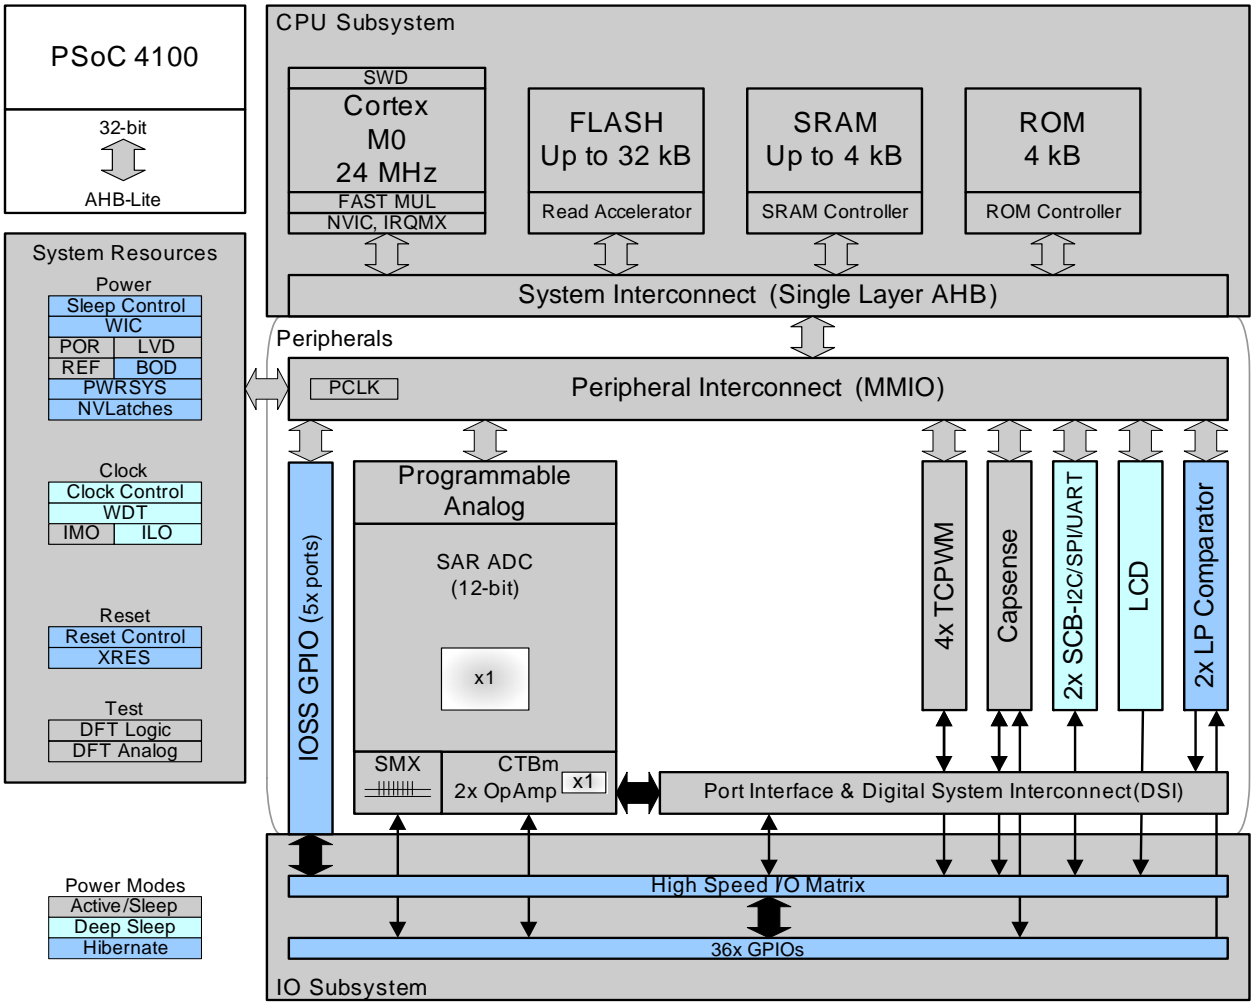 PSoC 4100
32-bit
AHB-Lite
CPU Subsystem
SWD
Cortex
M0
24 MHz
FAST MUL
NVIC, IRQMX
FLASH
Up to 32 kB
Read Accelerator
SRAM
Up to 4 kB
SRAM Controller
ROM
4 kB
ROM Controller
System Interconnect (Single Layer AHB)
System Resources
Power
Sleep Control
WIC
POR LVD
REF BOD
PWRSYS
NVLatches
Clock
Clock Control
WDT
IMO ILO
Reset
Reset Control
XRES
Test
DFT Logic
DFT Analog
Peripherals
PCLK
Peripheral Interconnect (MMIO)
IOSS GPIO (5x ports)
Programmable
Analog
SAR ADC
(12-bit)
x1
SMX
CTBm
2x OpAmp
x1
4x TCPWM
Capsense
2x SCB-I2C/SPI/UART
LCD
2x LP Comparator
Port Interface & Digital System Interconnect(DSI)
High Speed I/O Matrix
36x GPIOs
IO Subsystem
Power Modes
Active/Sleep
Deep Sleep
Hibernate